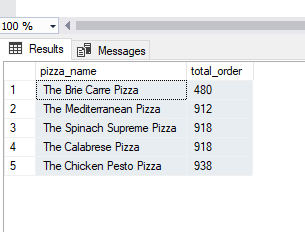 100 %
Results Messages
pizza_name total_order
1 The Brie Carre Pizza 480
2 The Mediterranean Pizza 912
3 The Spinach Supreme Pizza 918
4 The Calabrese Pizza 918
5 The Chicken Pesto Pizza 938